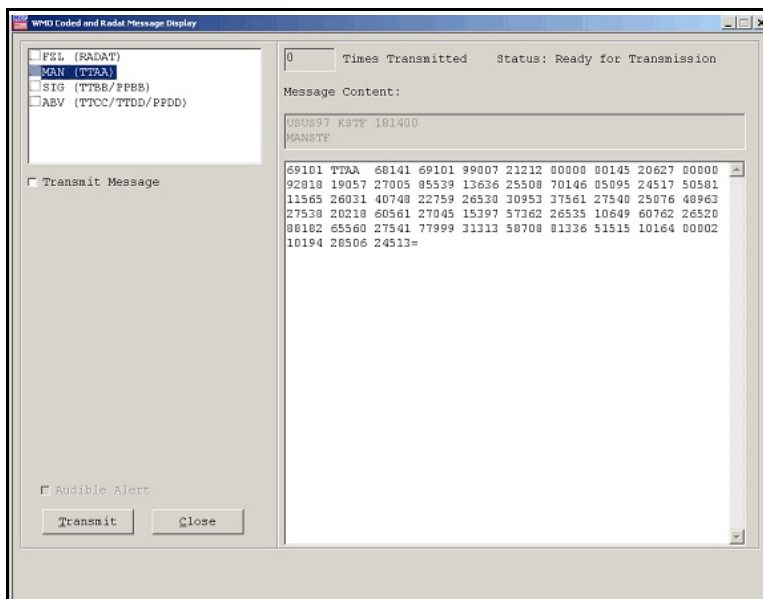 WMO Coded and Radat Message Display
FZL (RADAT)
MAN (TTAA)
SIG (TTBB/PPBB)
ABV (TTCC/TTDD/PPDD)
Transmit Message
Audible Alert
Transmit
Close
0 Times Transmitted Status: Ready for Transmission
Message Content:
USUS97 KSTF 181400
MANSTF
69101 TTAA 68141 69101 99007 21212 00000 00145 20627 00000
92818 19057 27005 85539 13636 25508 70146 05095 24517 50581
11565 26031 40748 22759 26530 30953 37561 27540 25076 48963
27538 20218 60561 27045 15397 57362 26535 10649 60762 26520
88182 65560 27541 77999 31313 58708 81336 51515 10164 00002
10194 28506 24513=